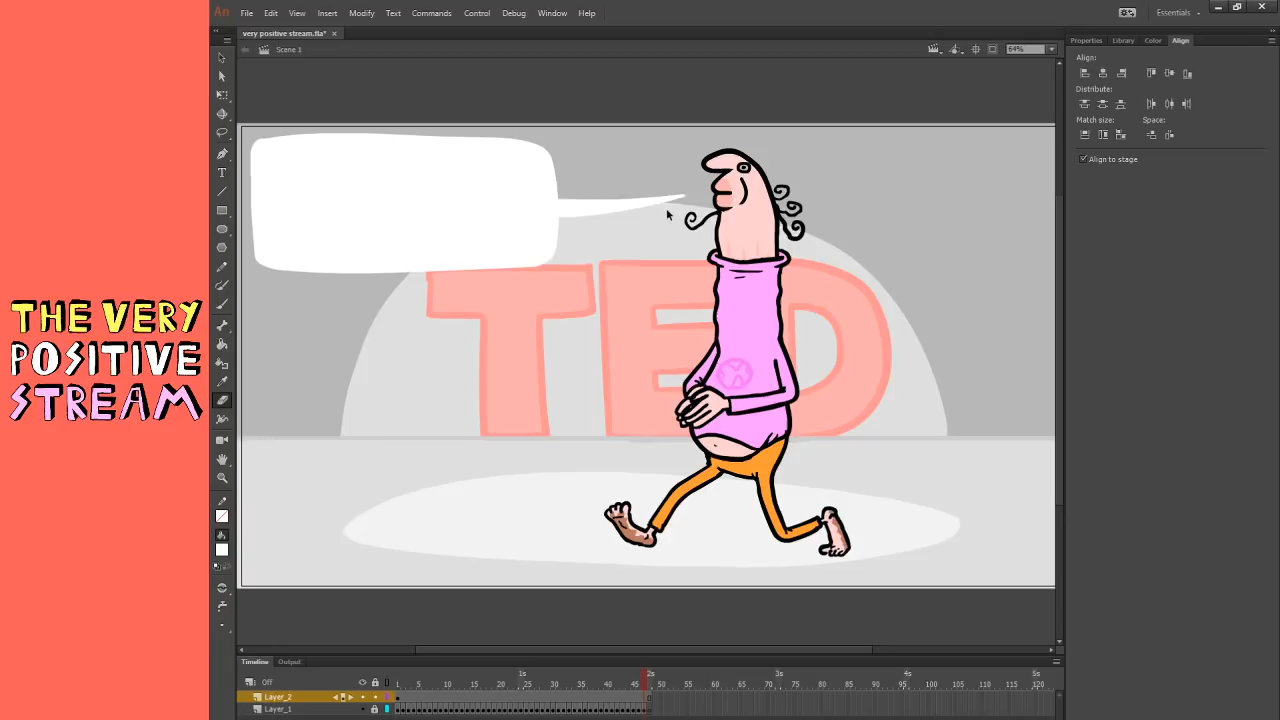 An File Edit View Insert Modify Text Commands Control Debug Window Help Essentials
very positive stream.fla*
Scene 1
64%
Properties Library Color Align
Align:
Distribute:
Match size: Space:
Align to stage
TED
THE VERY
POSITIVE
STREAM
Timeline Output
Off 1s 2s 3s 4s 5s
1 5 10 15 20 25 30 35 40 45 50 55 60 65 70 75 80 85 90 95 100 105 110 115 120
Layer_2
Layer_1